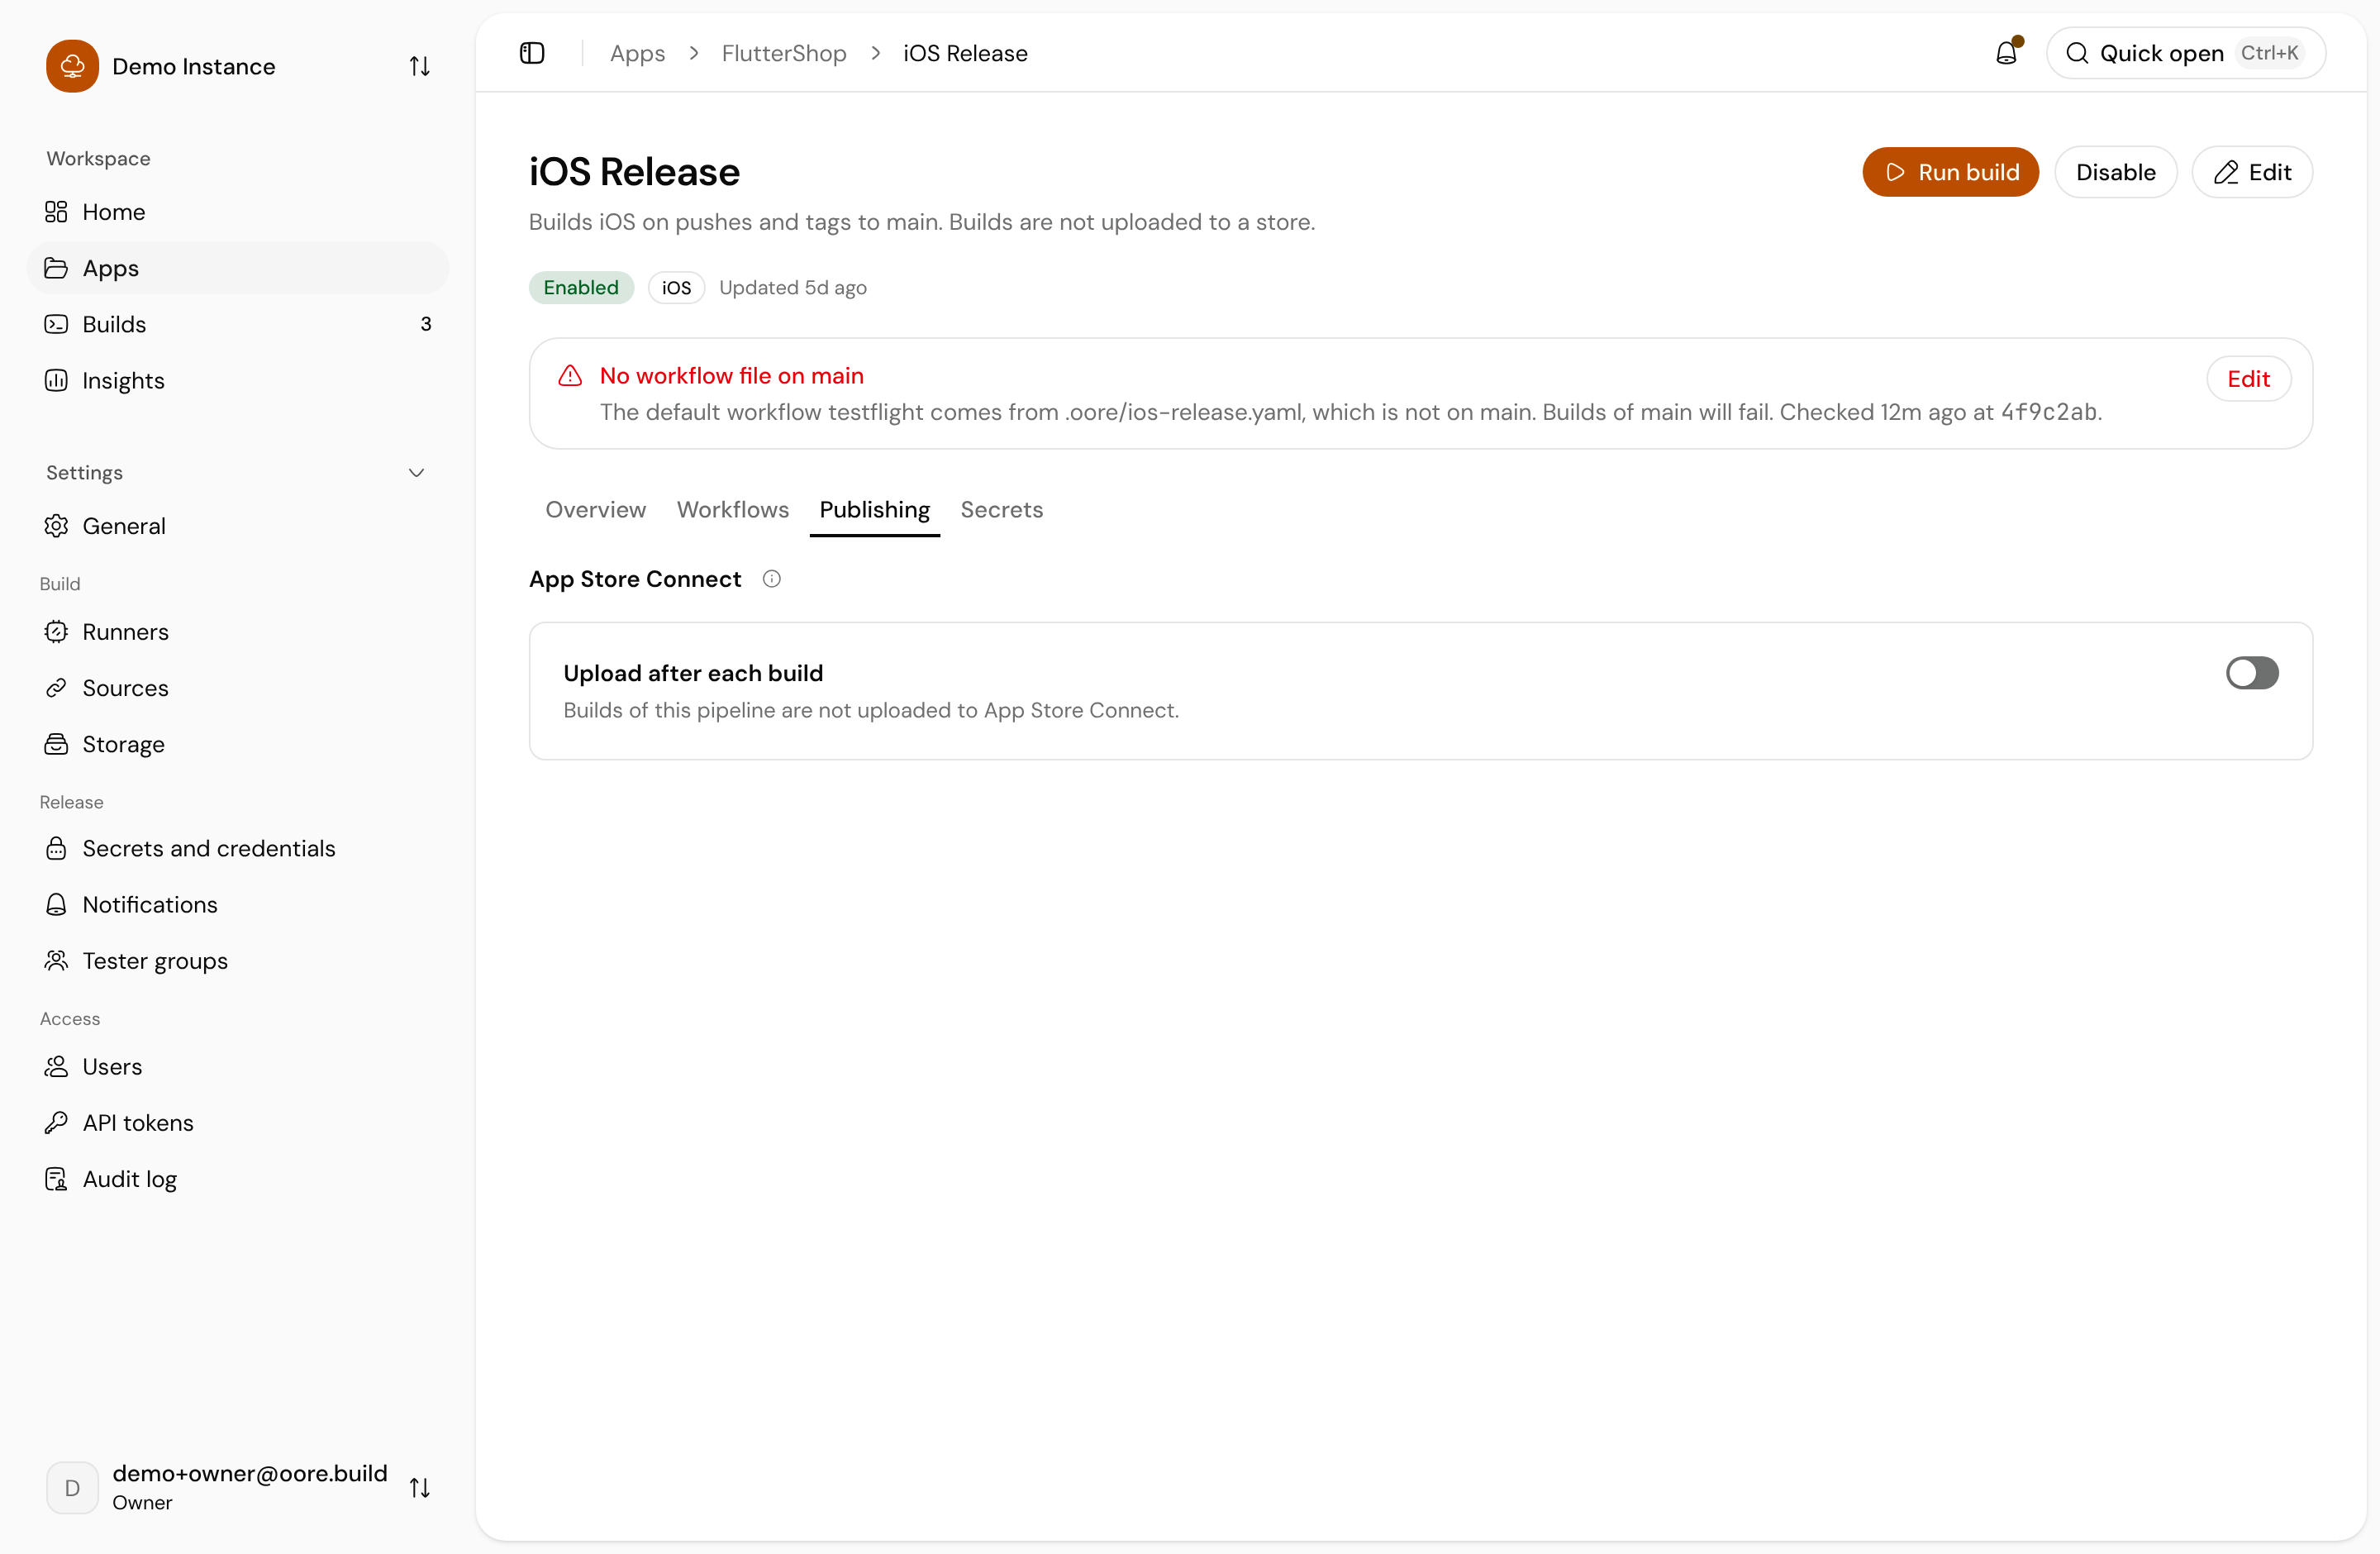 Demo Instance
Workspace
Home
Apps
Builds 3
Insights
Settings
General
Build
Runners
Sources
Storage
Release
Secrets and credentials
Notifications
Tester groups
Access
Users
API tokens
Audit log
D
demo+owner@oore.build
Owner
Apps > FlutterShop > iOS Release
Quick open Ctrl+K
iOS Release
Run build
Disable
Edit
Builds iOS on pushes and tags to main. Builds are not uploaded to a store.
Enabled iOS Updated 5d ago
No workflow file on main
Edit
The default workflow testflight comes from .oore/ios-release.yaml, which is not on main. Builds of main will fail. Checked 12m ago at 4f9c2ab.
Overview Workflows Publishing Secrets
App Store Connect
Upload after each build
Builds of this pipeline are not uploaded to App Store Connect.